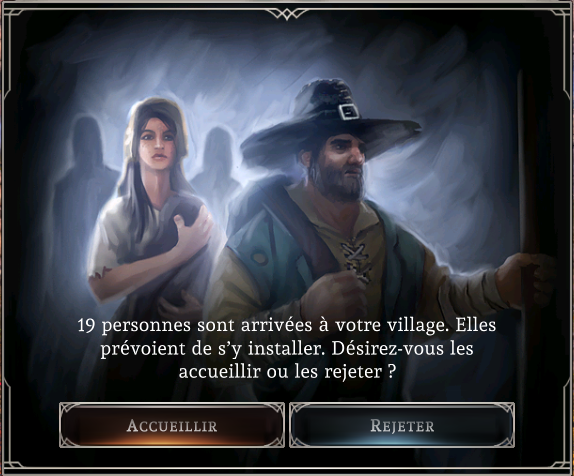 19 personnes sont arrivées à votre village. Elles
prévoient de s'y installer. Désirez-vous les
accueillir ou les rejeter ?
Accueillir
Rejeter